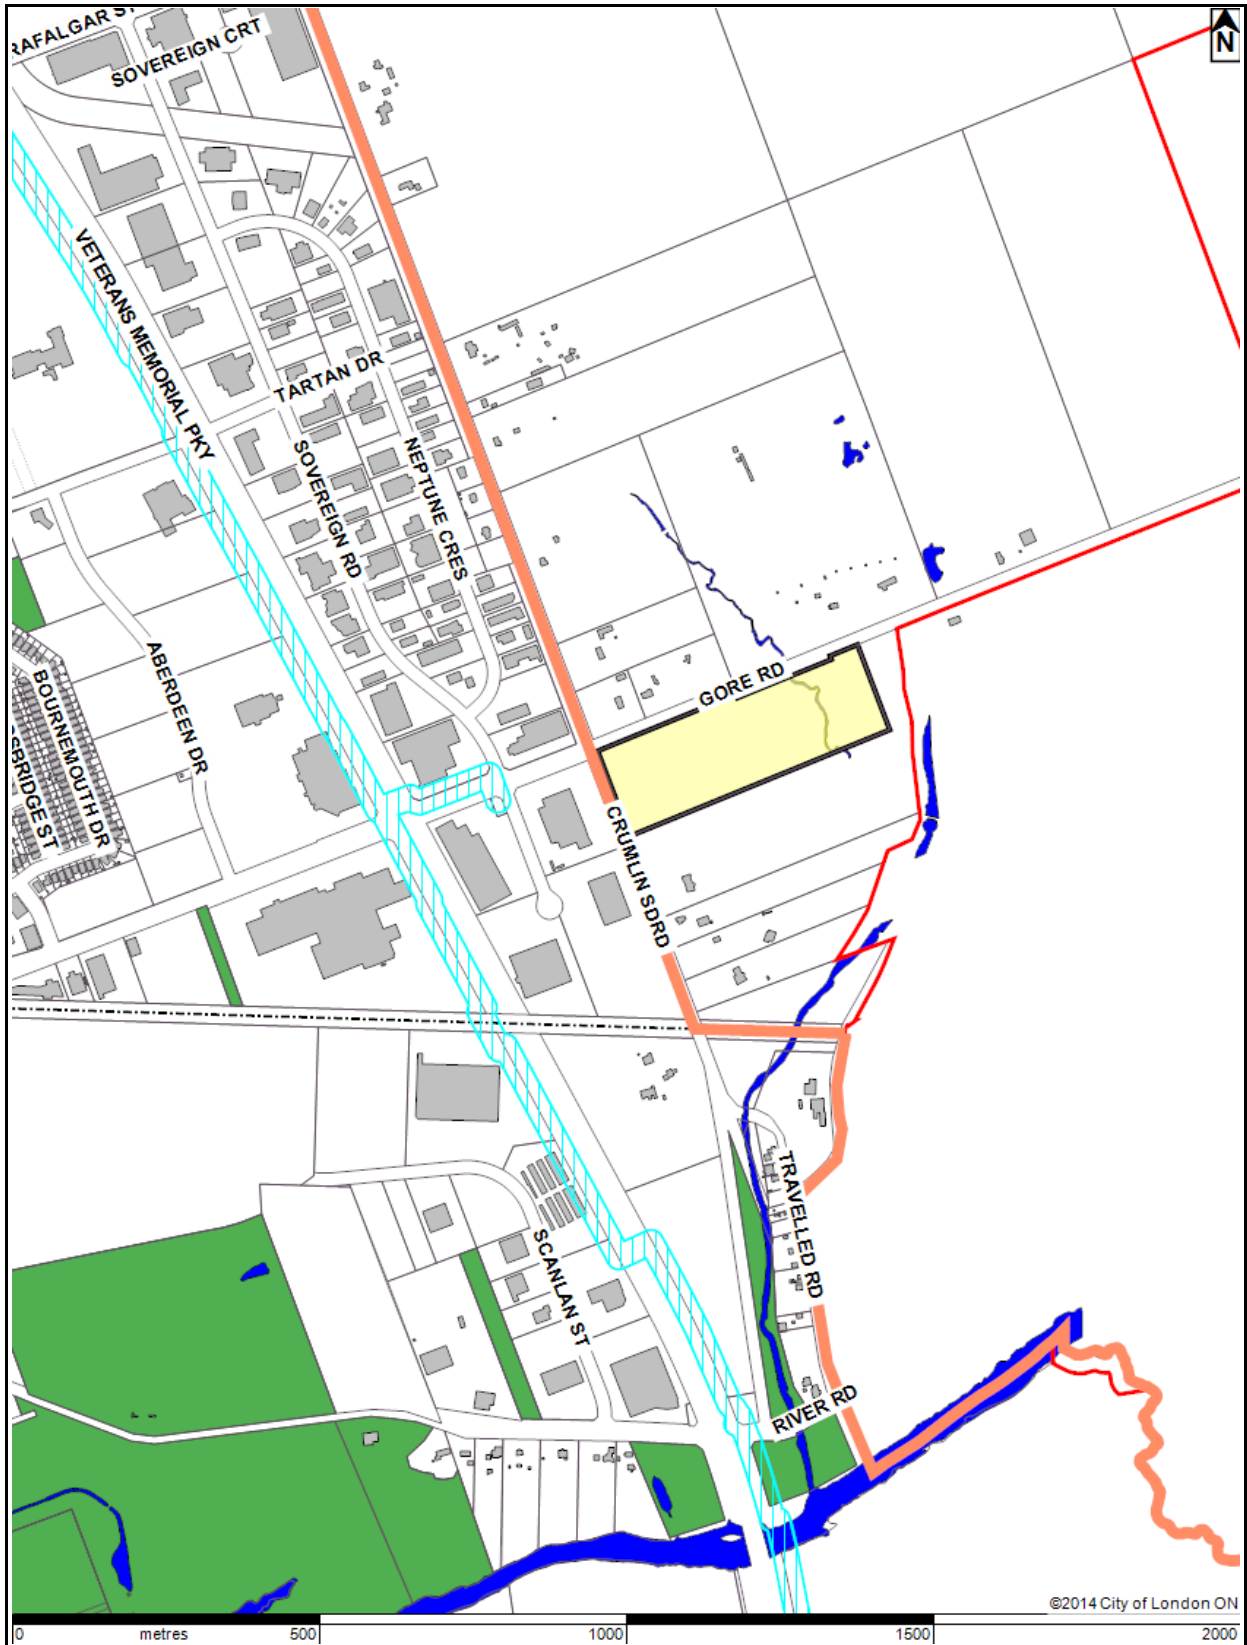 N
SOVEREIGN CRT
VETERANS MEMORIAL PKY
TARTAN DR
SOVEREIGN RD
NEPTUNE CRES
ABERDEEN DR
BOURNEMOUTH DR
GORE RD
CRUMLIN SDRD
TRAVELLED RD
SCANLAN ST
RIVER RD
©2014 City of London ON
0 metres 500 1000 1500 2000
RAFALGAR ST
SBRIDGE ST